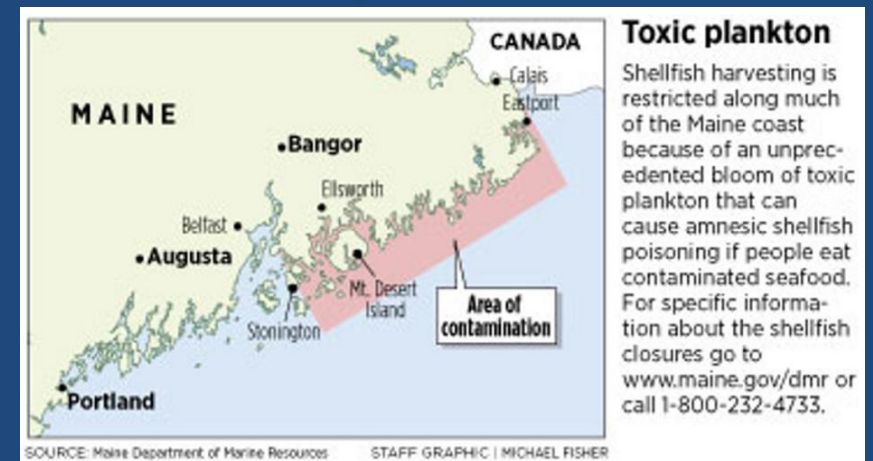 CANADA
Calais
Eastport
MAINE
Bangor
Ellsworth
Belfast
Augusta
Mt. Desert
Island
Stonington
Area of
contamination
Portland
SOURCE: Maine Department of Marine Resources
STAFF GRAPHIC | MICHAEL FISHER
Toxic plankton
Shellfish harvesting is
restricted along much
of the Maine coast
because of an unprec-
edented bloom of toxic
plankton that can
cause amnesic shellfish
poisoning if people eat
contaminated seafood.
For specific informa-
tion about the shellfish
closures go to
www.maine.gov/dmr or
call 1-800-232-4733.